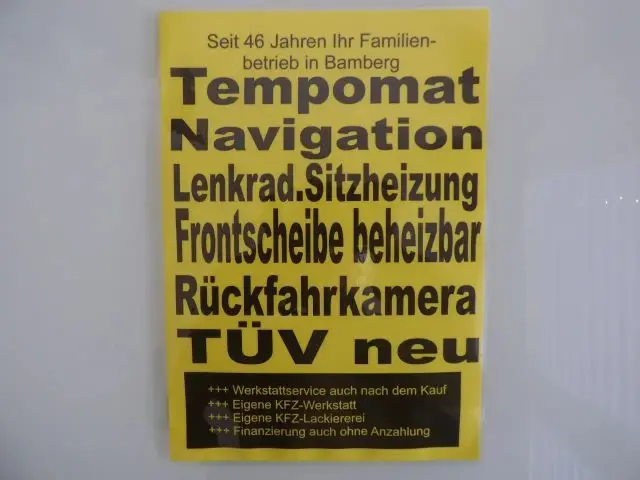 Seit 46 Jahren Ihr Familien-
betrieb in Bamberg
Tempomat
Navigation
Lenkrad.Sitzheizung
Frontscheibe beheizbar
Rückfahrkamera
TÜV neu
+++ Werkstattservice auch nach dem Kauf
+++ Eigene KFZ-Werkstatt
+++ Eigene KFZ-Lackiererei
+++ Finanzierung auch ohne Anzahlung